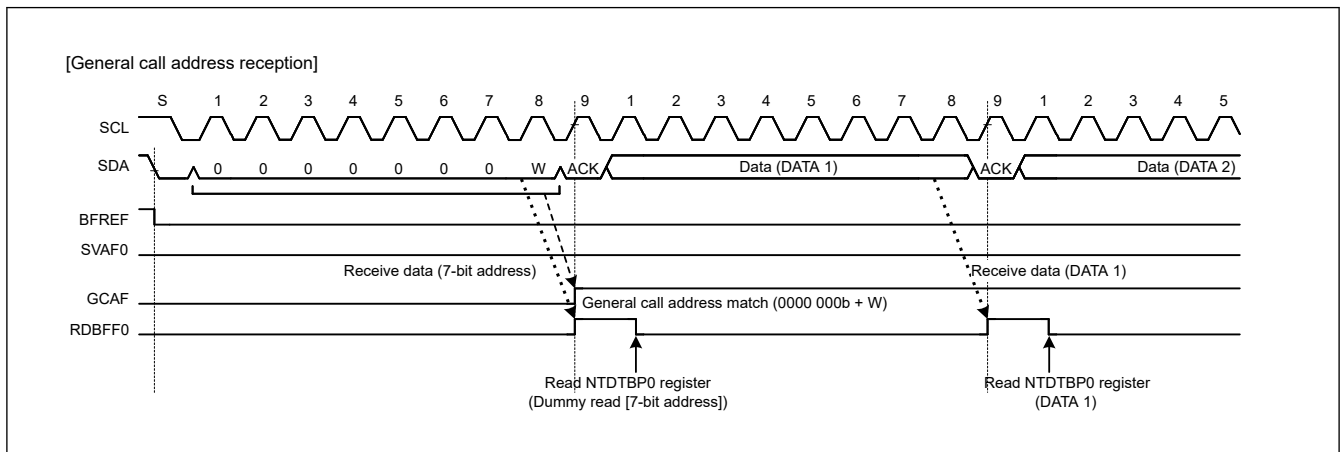 [General call address reception]
S 1 2 3 4 5 6 7 8 9 1 2 3 4 5 6 7 8 9 1 2 3 4 5
SCL
SDA 0 0 0 0 0 0 0 W ACK Data (DATA 1) ACK Data (DATA 2)
BFREF
SVAF0
Receive data (7-bit address) Receive data (DATA 1)
GCAF General call address match (0000 000b + W)
RDBFF0
Read NTDTBP0 register Read NTDTBP0 register
(Dummy read [7-bit address]) (DATA 1)